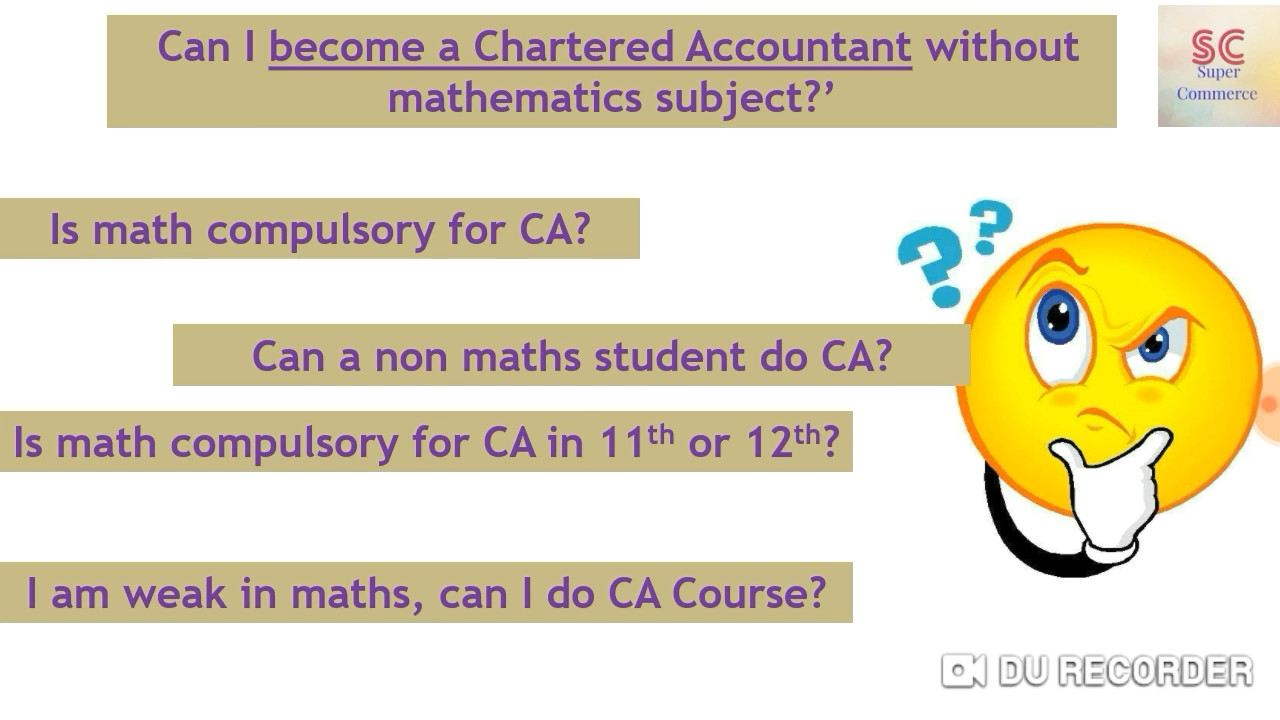 Can I become a Chartered Accountant without
mathematics subject?’
SC
Super
Commerce
Is math compulsory for CA?
Can a non maths student do CA?
Is math compulsory for CA in 11th or 12th?
I am weak in maths, can I do CA Course?
DU RECORDER